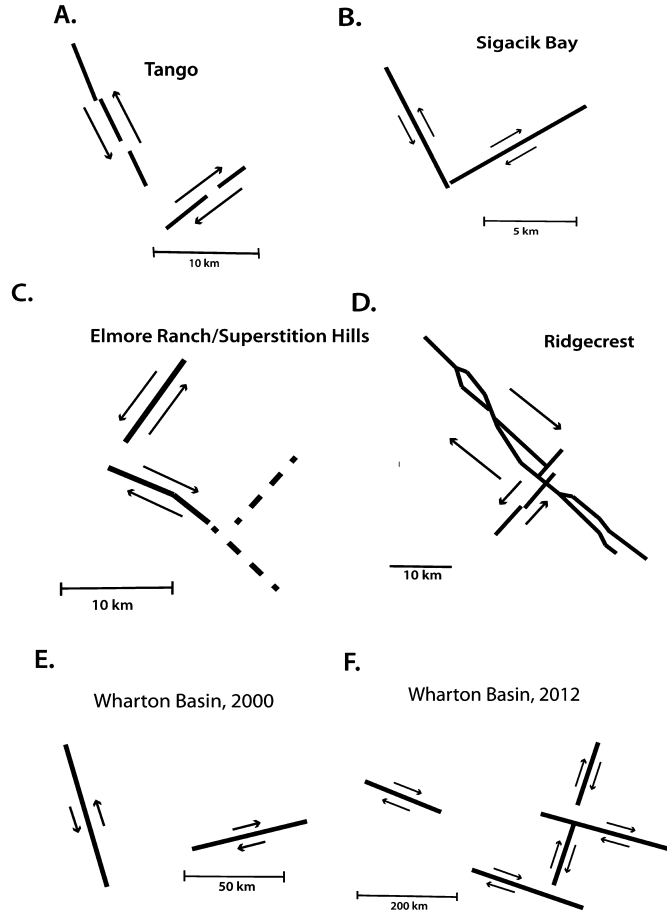 A.
Tango
10 km
B.
Sigacik Bay
5 km
C.
Elmore Ranch/Superstition Hills
10 km
D.
Ridgecrest
10 km
E.
Wharton Basin, 2000
50 km
F.
Wharton Basin, 2012
200 km